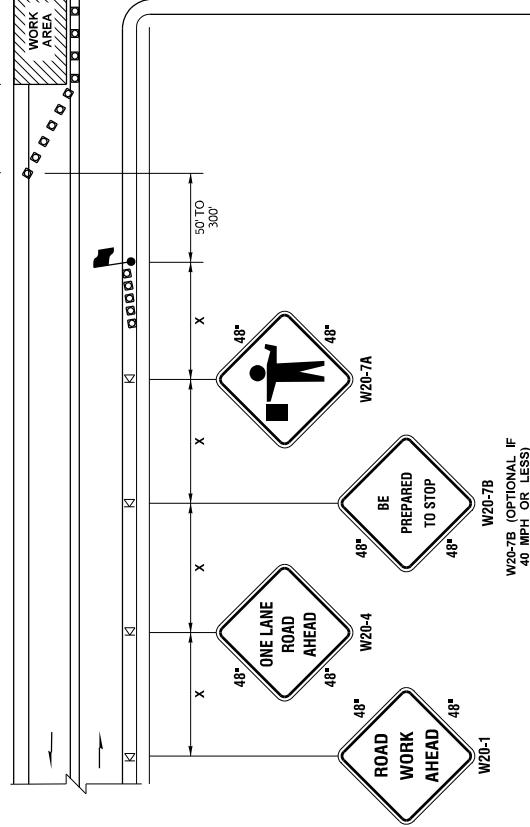 WORK
AREA
50' TO
300'
X
X
X
X
48"
48"
W20-7A
BE
PREPARED
TO STOP
48"
48"
W20-7B
W20-7B (OPTIONAL IF
40 MPH OR LESS)
ONE LANE
ROAD
AHEAD
48"
48"
W20-4
ROAD
WORK
AHEAD
48"
48"
W20-1